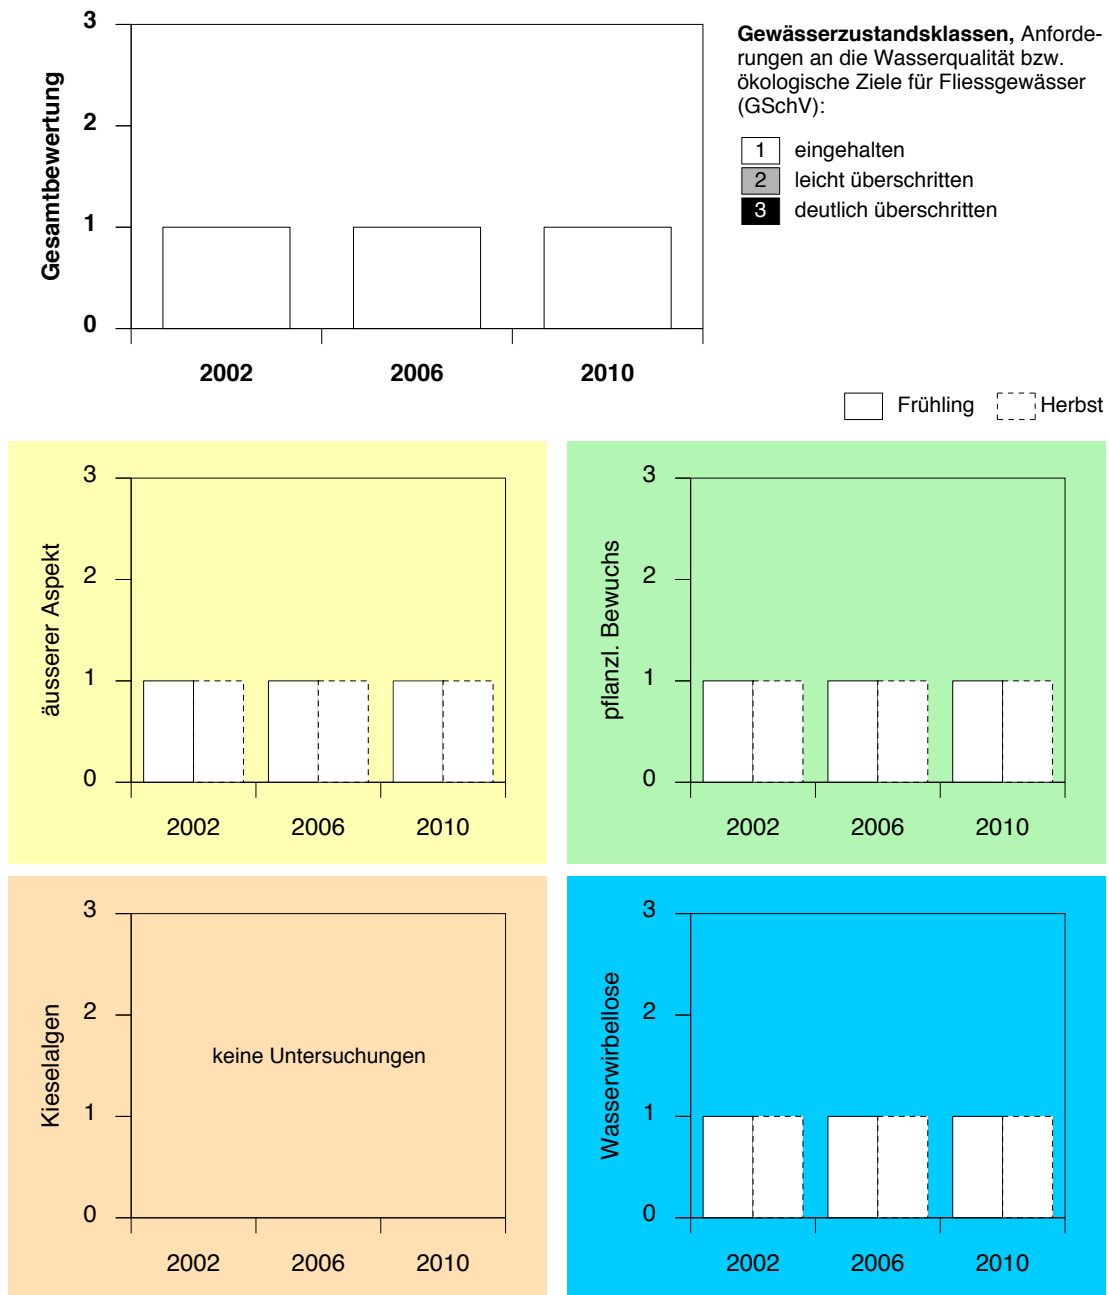 Gesamtbewertung
3
2
1
0
2002 2006 2010
Gewässerzustandsklassen, Anforde-
rungen an die Wasserqualität bzw.
ökologische Ziele für Fliessgewässer
(GSchV):
1 eingehalten
2 leicht überschritten
3 deutlich überschritten
Frühling Herbst
äusserer Aspekt
3
2
1
0
2002 2006 2010
pflanzl. Bewuchs
3
2
1
0
2002 2006 2010
Kieselalgen
3
2
1
0
keine Untersuchungen
2002 2006 2010
Wasserwirbellose
3
2
1
0
2002 2006 2010